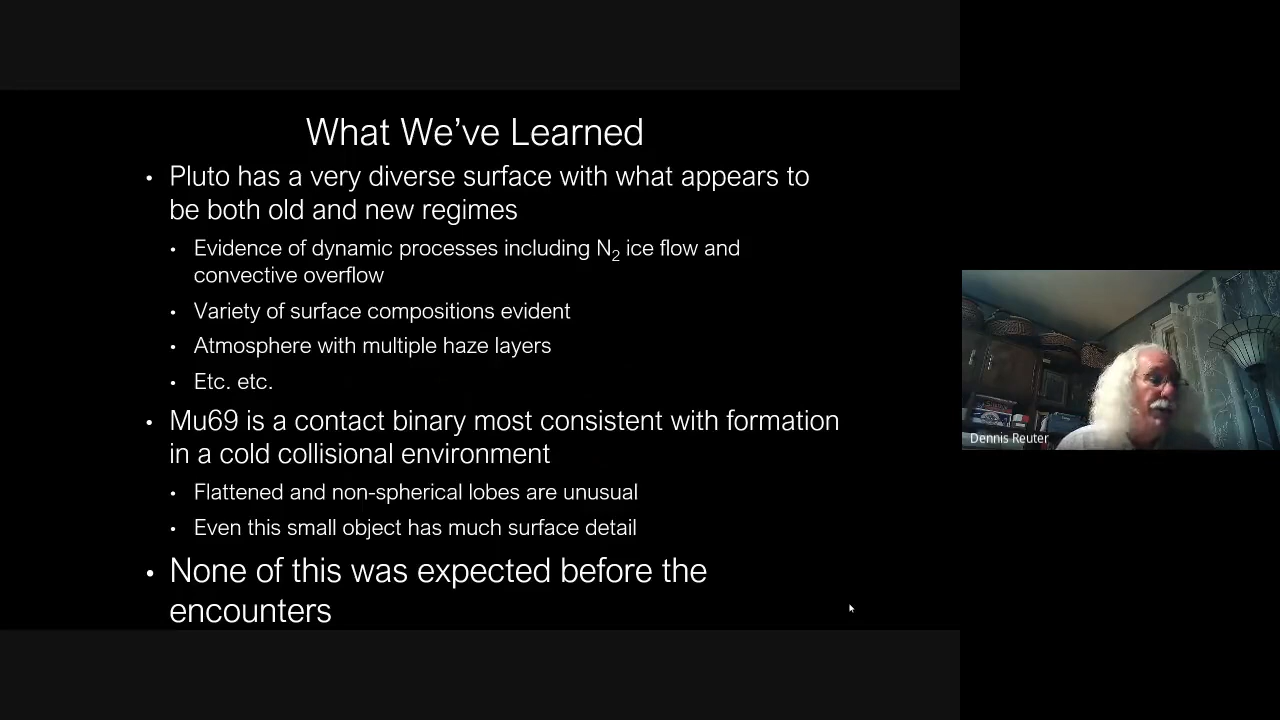 What We’ve Learned
• Pluto has a very diverse surface with what appears to
be both old and new regimes
• Evidence of dynamic processes including N2 ice flow and
convective overflow
• Variety of surface compositions evident
• Atmosphere with multiple haze layers
• Etc. etc.
• Mu69 is a contact binary most consistent with formation
in a cold collisional environment
• Flattened and non-spherical lobes are unusual
• Even this small object has much surface detail
• None of this was expected before the
encounters
Dennis Reuter